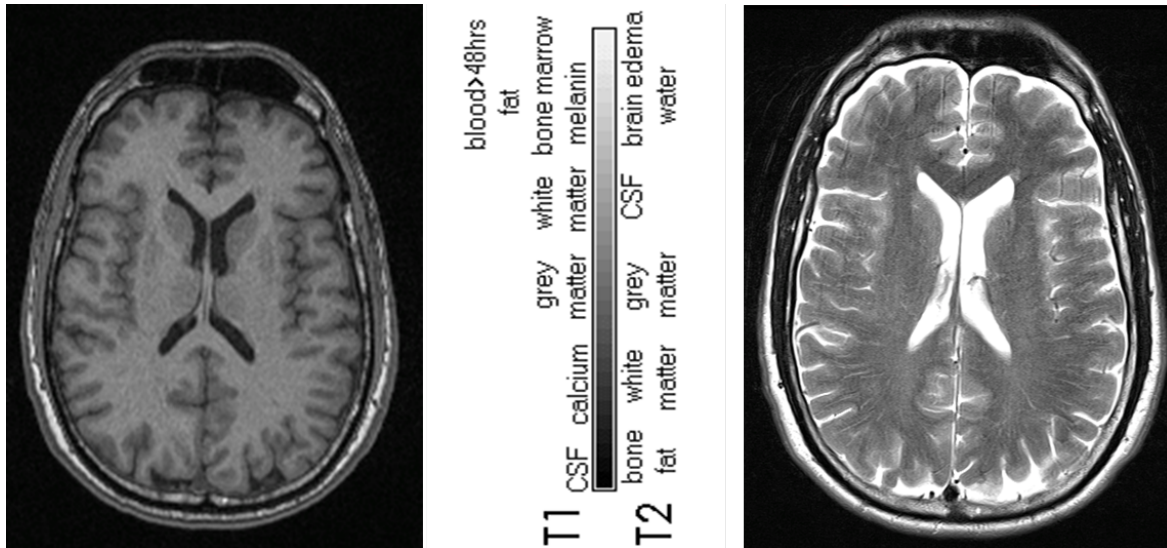 blood>48hrs
fat
grey white bone marrow
T1 CSF calcium matter matter melanin
T2 bone white grey CSF brain edema
fat matter matter water